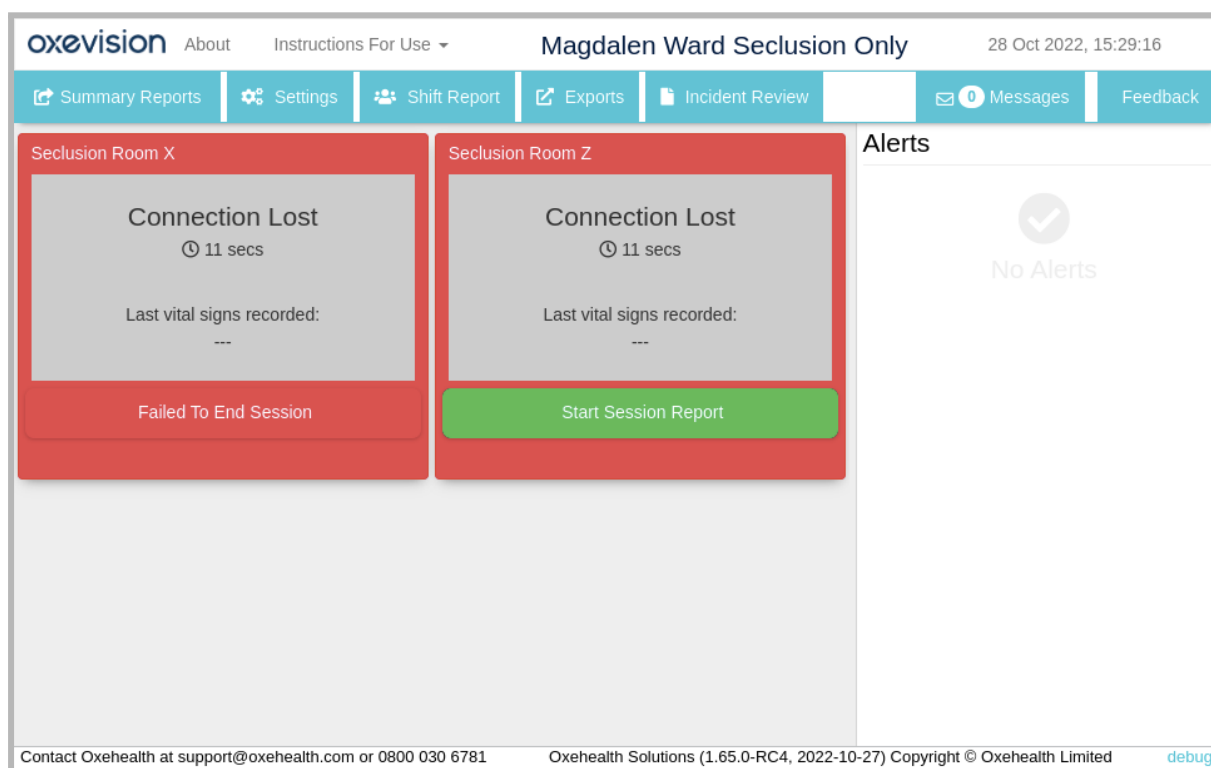 oxevision About Instructions For Use Magdalen Ward Seclusion Only 28 Oct 2022, 15:29:16
Summary Reports Settings Shift Report Exports Incident Review 0 Messages Feedback
Seclusion Room X
Connection Lost
11 secs
Last vital signs recorded:
---
Failed To End Session
Seclusion Room Z
Connection Lost
11 secs
Last vital signs recorded:
---
Start Session Report
Alerts
No Alerts
Contact Oxehealth at support@oxehealth.com or 0800 030 6781 Oxehealth Solutions (1.65.0-RC4, 2022-10-27) Copyright © Oxehealth Limited debug